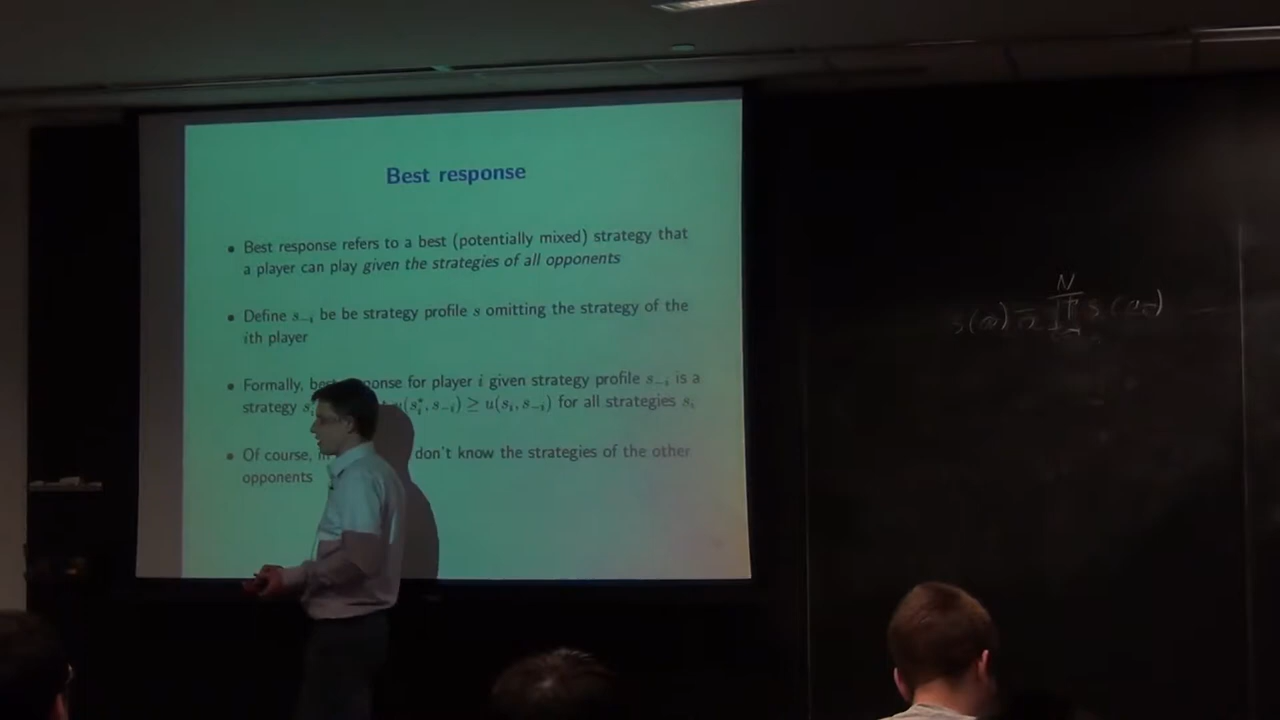 Best response
• Best response refers to a best (potentially mixed) strategy that
a player can play given the strategies of all opponents
• Define s₋ᵢ be be strategy profile s omitting the strategy of the
ith player
• Formally, best response for player i given strategy profile s₋ᵢ is a
strategy u(sᵢ*, s₋ᵢ) ≥ u(sᵢ, s₋ᵢ) for all strategies sᵢ
• Of course, don't know the strategies of the other
opponents
N